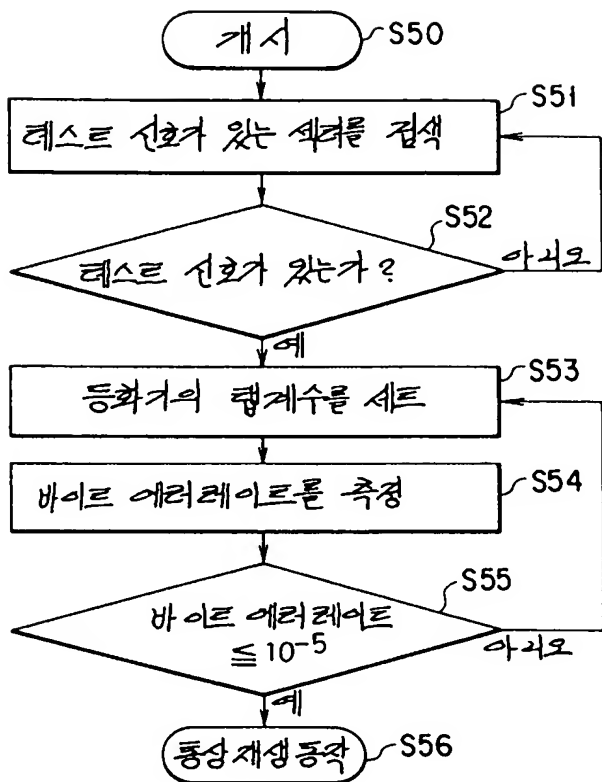 개시
S50
S51
테스트 신호가 있는 섹터를 검색
S52
테스트 신호가 있는가?
아니오
예
S53
등화기의 탭계수를 세트
S54
바이트 에러레이트를 측정
S55
바이트 에러레이트
≦10⁻⁵
아니오
예
통상재생동작
S56